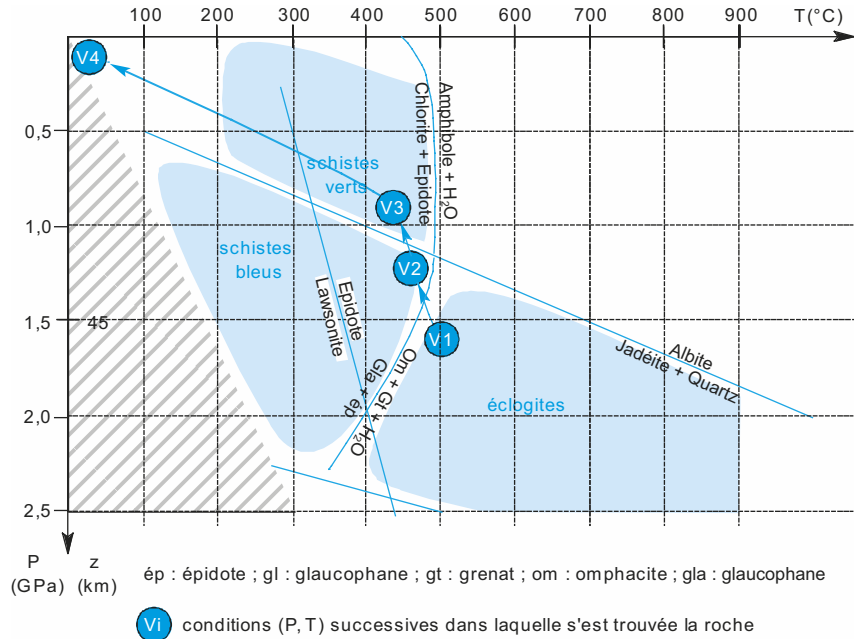 100 200 300 400 500 600 700 800 900 T(°C)
V4
0,5
Amphibole + H₂O
Chlorite + Epidote
schistes
verts
V3
1,0
schistes
bleus
V2
Epidote
Lawsonite
1,5
45
V1
Albite
Jadéite + Quartz
Gla + ép
Om + Gt + H₂O
éclogites
2,0
2,5
P
(GPa)
z
(km)
ép : épidote ; gl : glaucophane ; gt : grenat ; om : omphacite ; gla : glaucophane
Vi conditions (P, T) successives dans laquelle s'est trouvée la roche